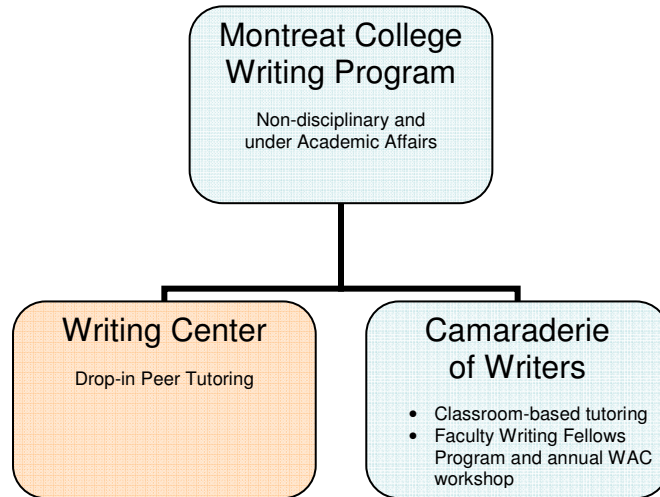 Montreat College
Writing Program
Non-disciplinary and
under Academic Affairs
Writing Center
Drop-in Peer Tutoring
Camaraderie
of Writers
• Classroom-based tutoring
• Faculty Writing Fellows
Program and annual WAC
workshop